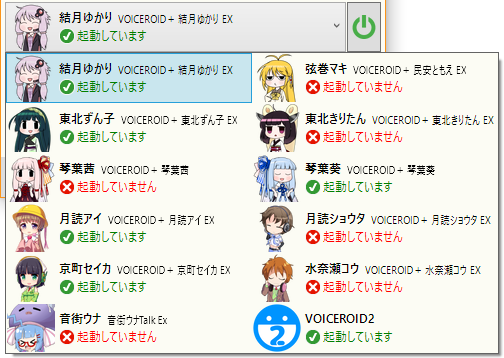 結月ゆかり VOICEROID＋ 結月ゆかり EX
起動しています
結月ゆかり VOICEROID＋ 結月ゆかり EX
起動しています
弦巻マキ VOICEROID＋ 民安ともえ EX
起動していません
東北ずん子 VOICEROID＋ 東北ずん子 EX
起動しています
東北きりたん VOICEROID＋ 東北きりたん EX
起動していません
琴葉茜 VOICEROID＋ 琴葉茜
起動していません
琴葉葵 VOICEROID＋ 琴葉葵
起動しています
月読アイ VOICEROID＋ 月読アイ EX
起動しています
月読ショウタ VOICEROID＋ 月読ショウタ EX
起動していません
京町セイカ VOICEROID＋ 京町セイカ EX
起動しています
水奈瀬コウ VOICEROID＋ 水奈瀬コウ EX
起動していません
音街ウナ 音街ウナTalk Ex
起動していません
2
VOICEROID2
起動しています